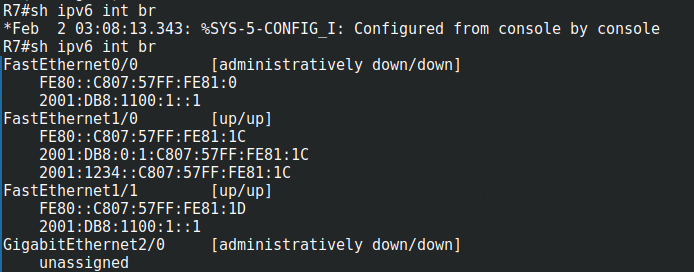 R7#sh ipv6 int br
*Feb  2 03:08:13.343: %SYS-5-CONFIG_I: Configured from console by console
R7#sh ipv6 int br
FastEthernet0/0        [administratively down/down]
    FE80::C807:57FF:FE81:0
    2001:DB8:1100:1::1
FastEthernet1/0        [up/up]
    FE80::C807:57FF:FE81:1C
    2001:DB8:0:1:C807:57FF:FE81:1C
    2001:1234::C807:57FF:FE81:1C
FastEthernet1/1        [up/up]
    FE80::C807:57FF:FE81:1D
    2001:DB8:1100:1::1
GigabitEthernet2/0     [administratively down/down]
    unassigned